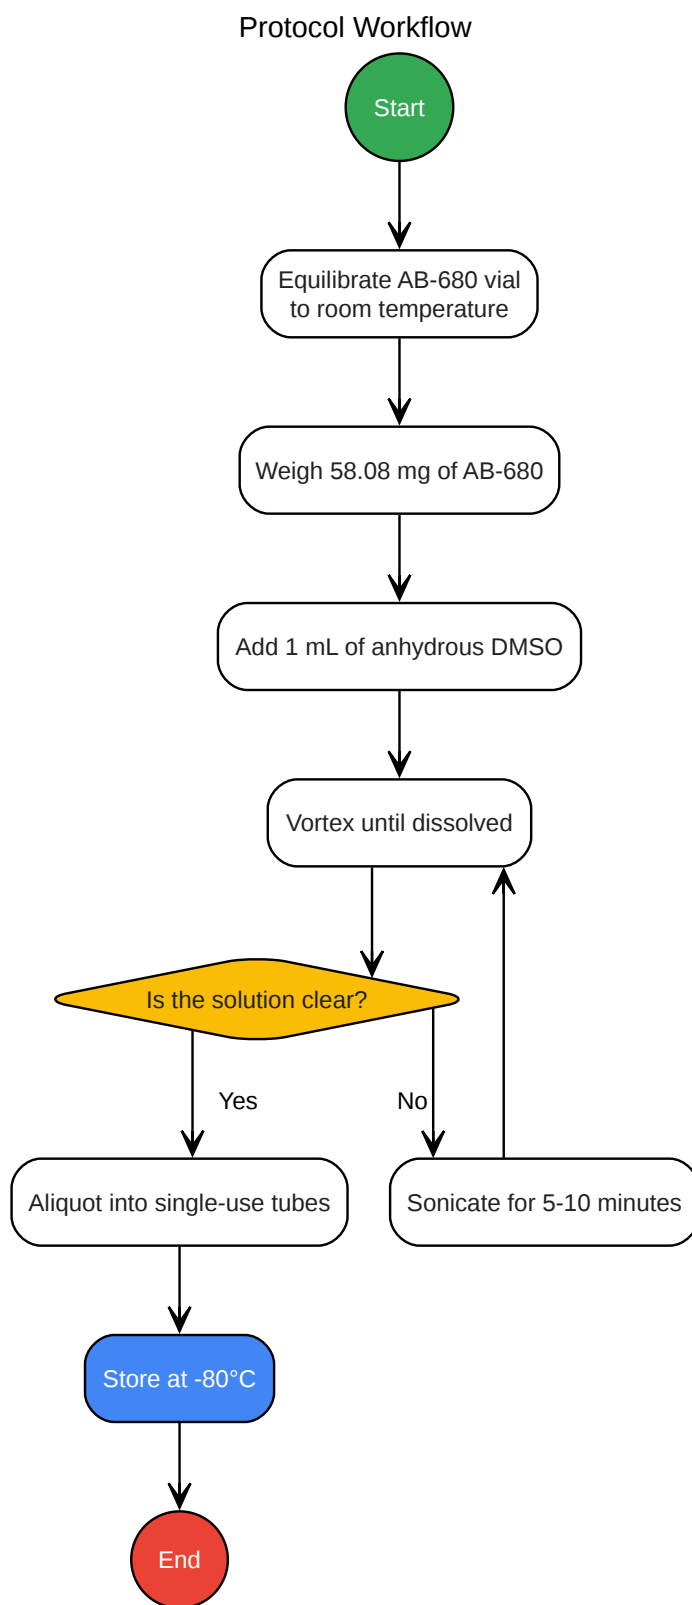 Protocol Workflow
Start
Equilibrate AB-680 vial
to room temperature
Weigh 58.08 mg of AB-680
Add 1 mL of anhydrous DMSO
Vortex until dissolved
Is the solution clear?
Yes
No
Aliquot into single-use tubes
Sonicate for 5-10 minutes
Store at -80°C
End